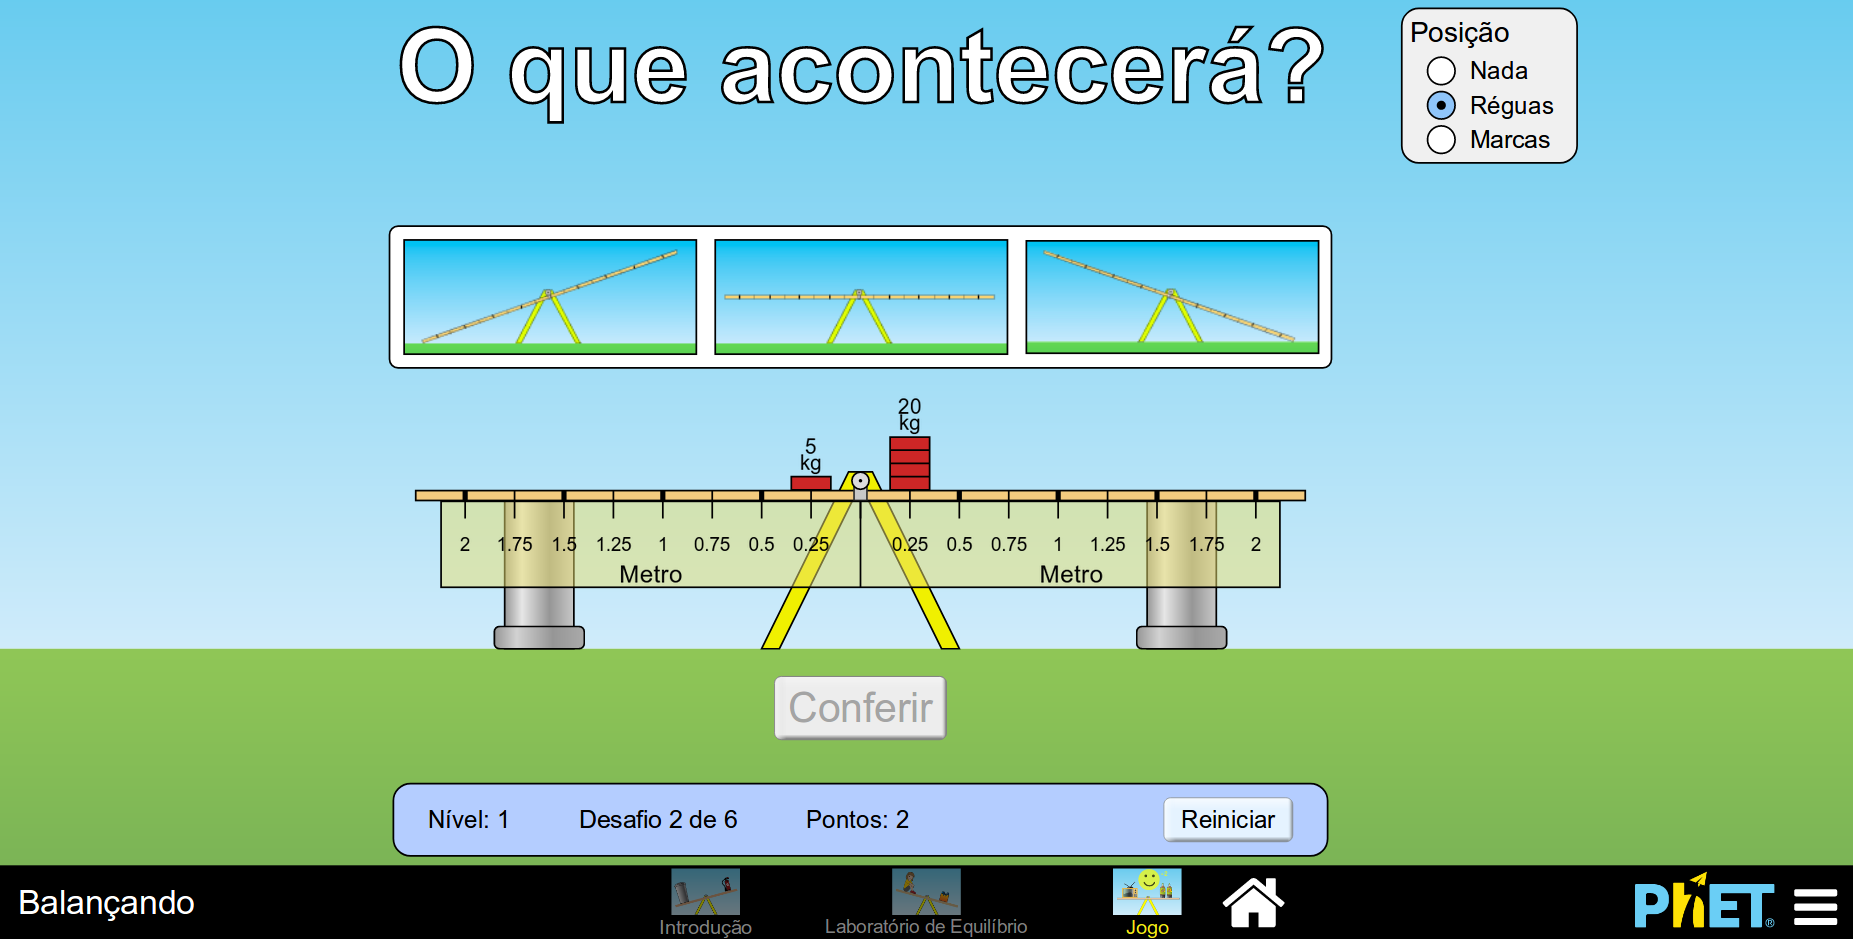 O que acontecerá?
Posição
Nada
Réguas
Marcas
20
kg
5
kg
2 1.75 1.5 1.25 1 0.75 0.5 0.25 0.25 0.5 0.75 1 1.25 1.5 1.75 2
Metro Metro
Conferir
Nível: 1 Desafio 2 de 6 Pontos: 2 Reiniciar
Balançando
Introdução Laboratório de Equilíbrio Jogo
PhET®